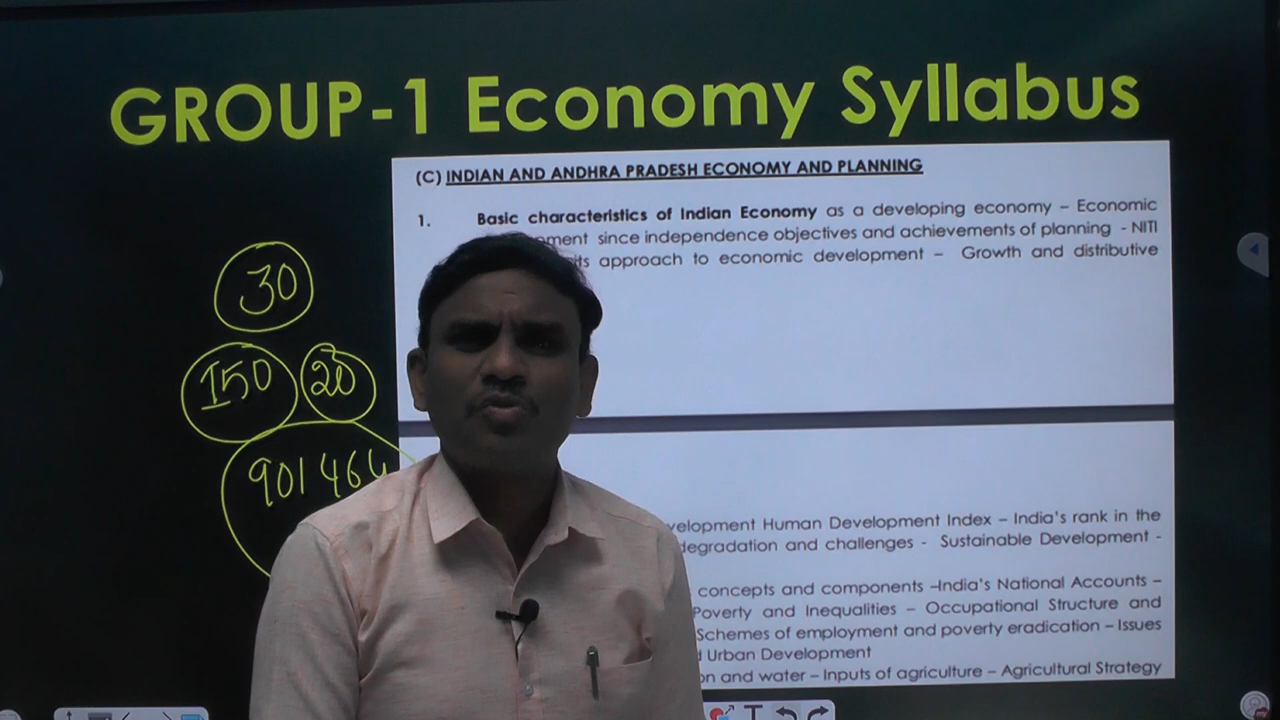 GROUP-1 Economy Syllabus
(C) INDIAN AND ANDHRA PRADESH ECONOMY AND PLANNING
1. Basic characteristics of Indian Economy as a developing economy – Economic
ment since independence objectives and achievements of planning - NITI
its approach to economic development – Growth and distributive
30
150 20
901464
velopment Human Development Index – India's rank in the
degradation and challenges - Sustainable Development -
concepts and components –India's National Accounts –
Poverty and Inequalities – Occupational Structure and
Schemes of employment and poverty eradication – Issues
Urban Development
on and water – Inputs of agriculture – Agricultural Strategy